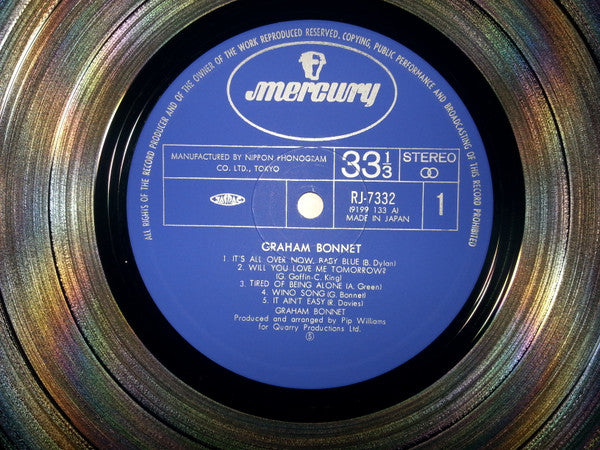 ALL RIGHTS OF THE RECORD PRODUCER AND OF THE OWNER OF THE WORK REPRODUCED RESERVED. COPYING, PUBLIC PERFORMANCE AND BROADCASTING OF THIS RECORD PROHIBITED
mercury
MANUFACTURED BY NIPPON PHONOGRAM
CO. LTD., TOKYO
33 1/3
STEREO
RJ-7332
(9199 133 A)
MADE IN JAPAN
1
GRAHAM BONNET
1. IT'S ALL OVER NOW, BABY BLUE (B. Dylan)
2. WILL YOU LOVE ME TOMORROW?
(G. Goffin-C. King)
3. TIRED OF BEING ALONE (A. Green)
4. WINO SONG (G. Bonnet)
5. IT AIN'T EASY (R. Davies)
GRAHAM BONNET
Produced and arranged by Pip Williams
for Quarry Productions Ltd.